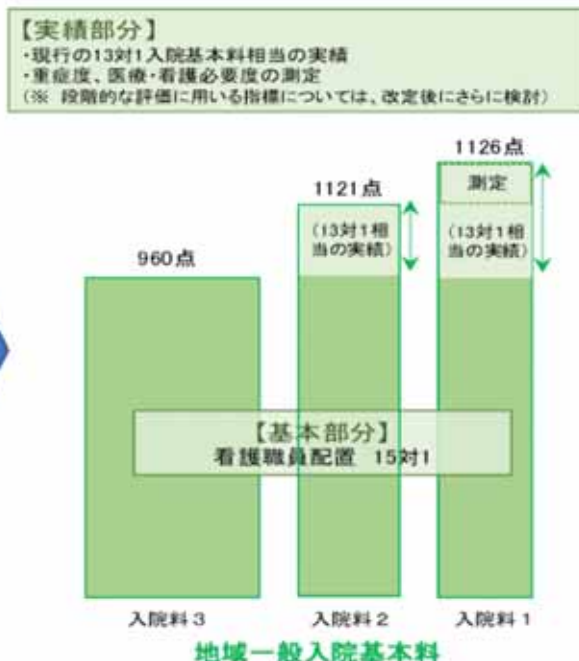 【実績部分】
・現行の13対1入院基本料相当の実績
・重症度、医療・看護必要度の測定
(※ 段階的な評価に用いる指標については、改定後にさらに検討)
1126点
測定
1121点
(13対1相
当の実績)
(13対1相
当の実績)
960点
【基本部分】
看護職員配置 15対1
入院料3
入院料2
入院料1
地域一般入院基本料